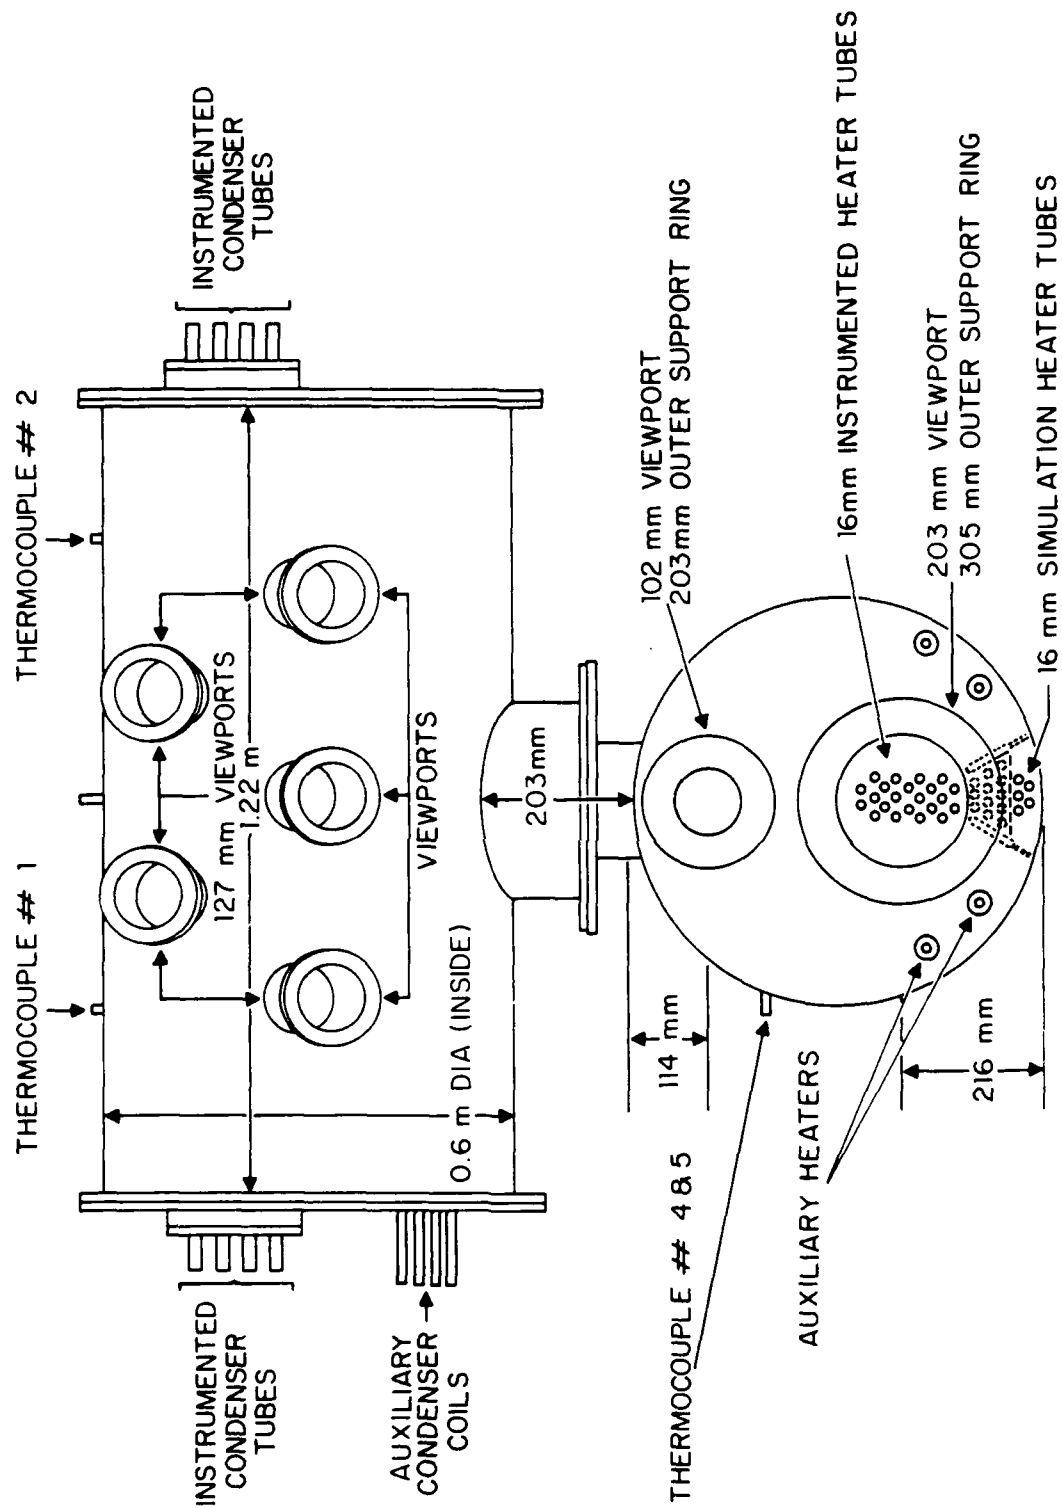 THERMOCOUPLE # 1
THERMOCOUPLE # 2
INSTRUMENTED
CONDENSER
TUBES
INSTRUMENTED
CONDENSER
TUBES
127 mm VIEWPORTS
1.22 m
VIEWPORTS
AUXILIARY
CONDENSER
COILS
0.6 m DIA (INSIDE)
203mm
102 mm VIEWPORT
203mm OUTER SUPPORT RING
THERMOCOUPLE # 4 & 5
114 mm
16mm INSTRUMENTED HEATER TUBES
AUXILIARY HEATERS
203 mm VIEWPORT
305 mm OUTER SUPPORT RING
216 mm
16 mm SIMULATION HEATER TUBES